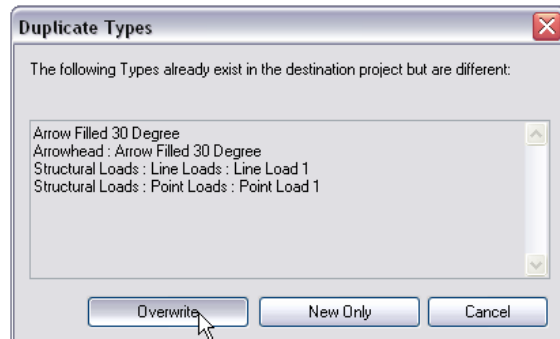 Duplicate Types
The following Types already exist in the destination project but are different:
Arrow Filled 30 Degree
Arrowhead : Arrow Filled 30 Degree
Structural Loads : Line Loads : Line Load 1
Structural Loads : Point Loads : Point Load 1
Overwrite New Only Cancel